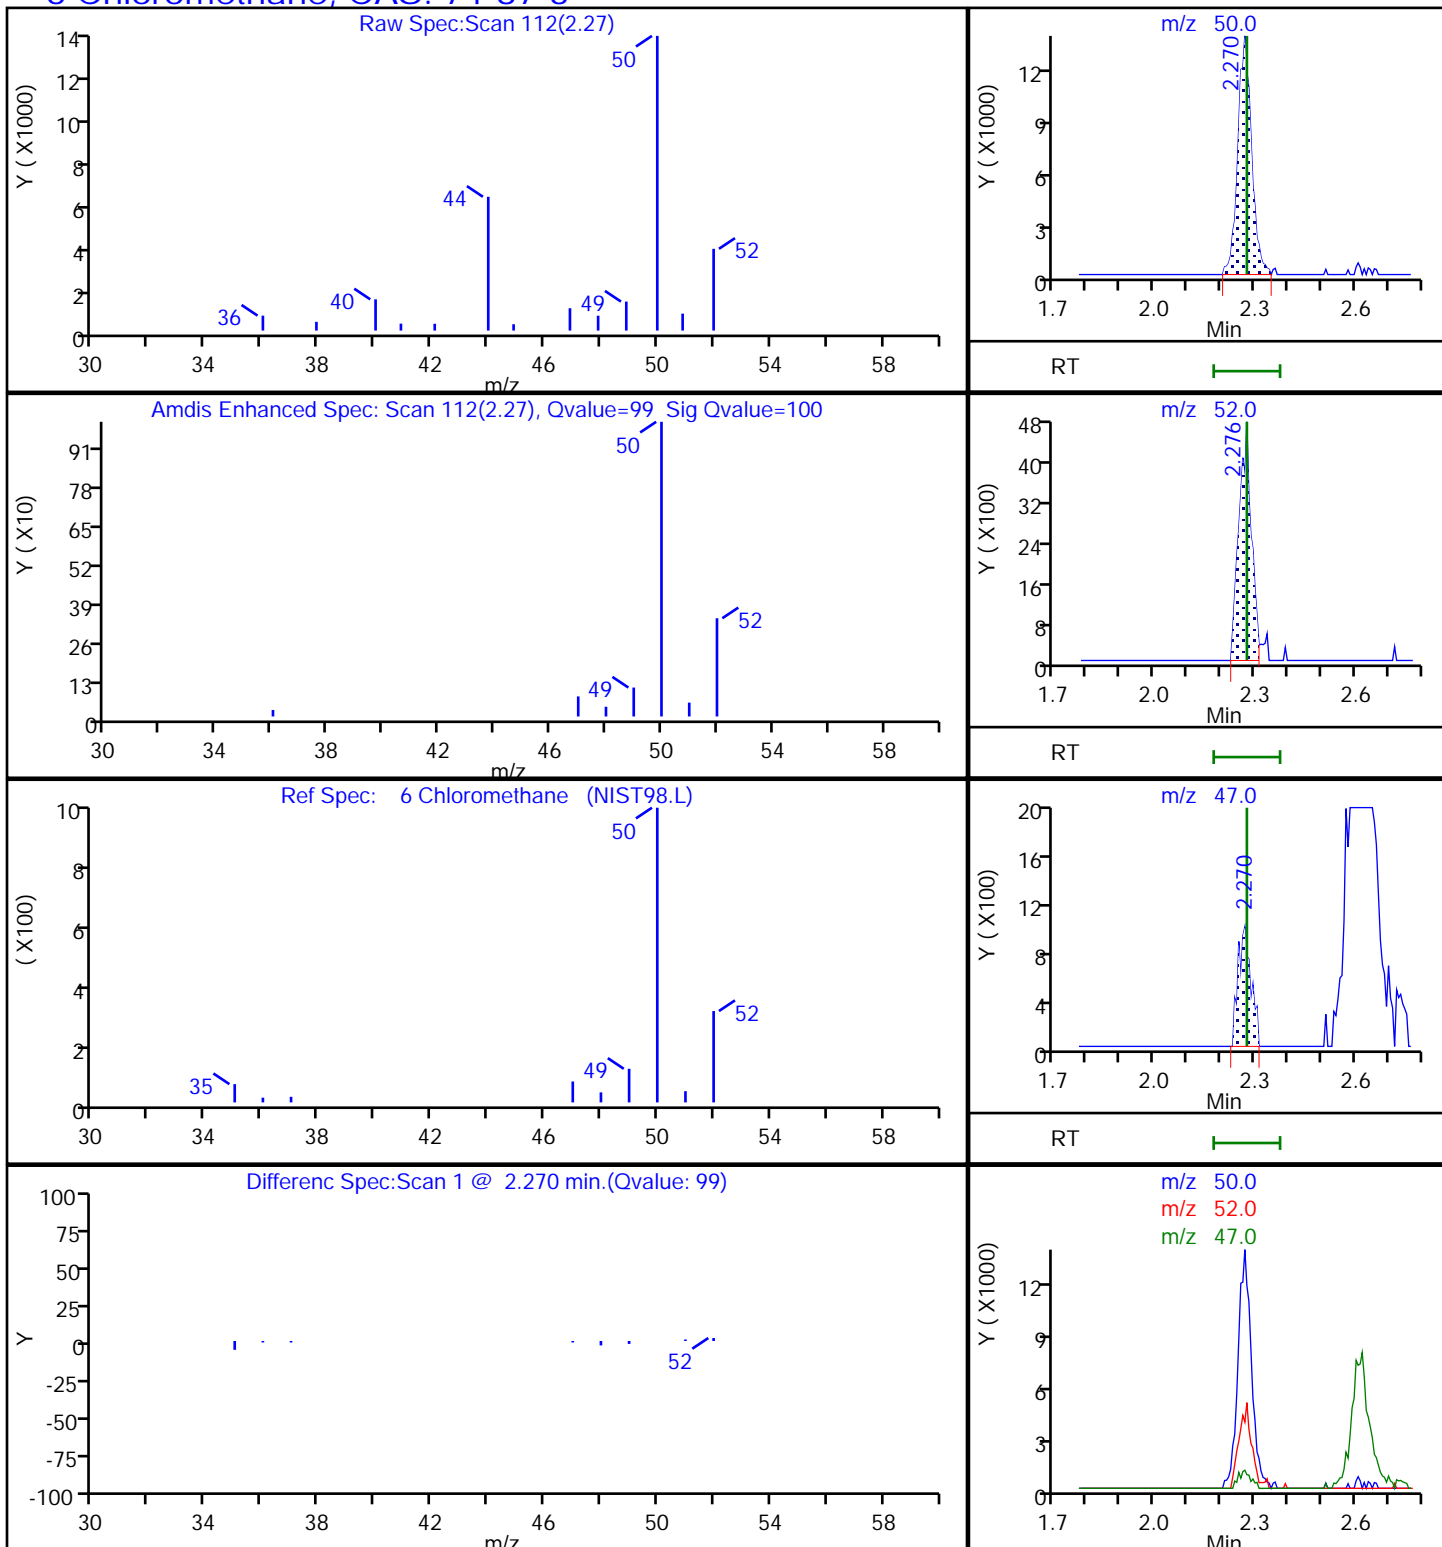 Raw Spec:Scan 112(2.27)
Y ( X1000)
14
12
10
8
6
4
2
0
50
44
52
36
40
49
30 34 38 42 46 50 54 58
m/z
m/z 50.0
Y ( X1000)
12
9
6
3
0
2.270
1.7 2.0 2.3 2.6
Min
RT
Amdis Enhanced Spec: Scan 112(2.27), Qvalue=99 Sig Qvalue=100
Y ( X10)
91
78
65
52
39
26
13
0
50
52
49
30 34 38 42 46 50 54 58
m/z
m/z 52.0
Y ( X100)
48
40
32
24
16
8
0
2.276
1.7 2.0 2.3 2.6
Min
RT
Ref Spec: 6 Chloromethane (NIST98.L)
( X100)
10
8
6
4
2
0
50
52
49
35
30 34 38 42 46 50 54 58
m/z 47.0
Y ( X100)
20
16
12
8
4
0
2.270
1.7 2.0 2.3 2.6
Min
RT
Differenc Spec:Scan 1 @ 2.270 min.(Qvalue: 99)
Y
100
75
50
25
0
-25
-50
-75
-100
52
30 34 38 42 46 50 54 58
m/z
m/z 50.0
m/z 52.0
m/z 47.0
Y ( X1000)
12
9
6
3
0
1.7 2.0 2.3 2.6
Min